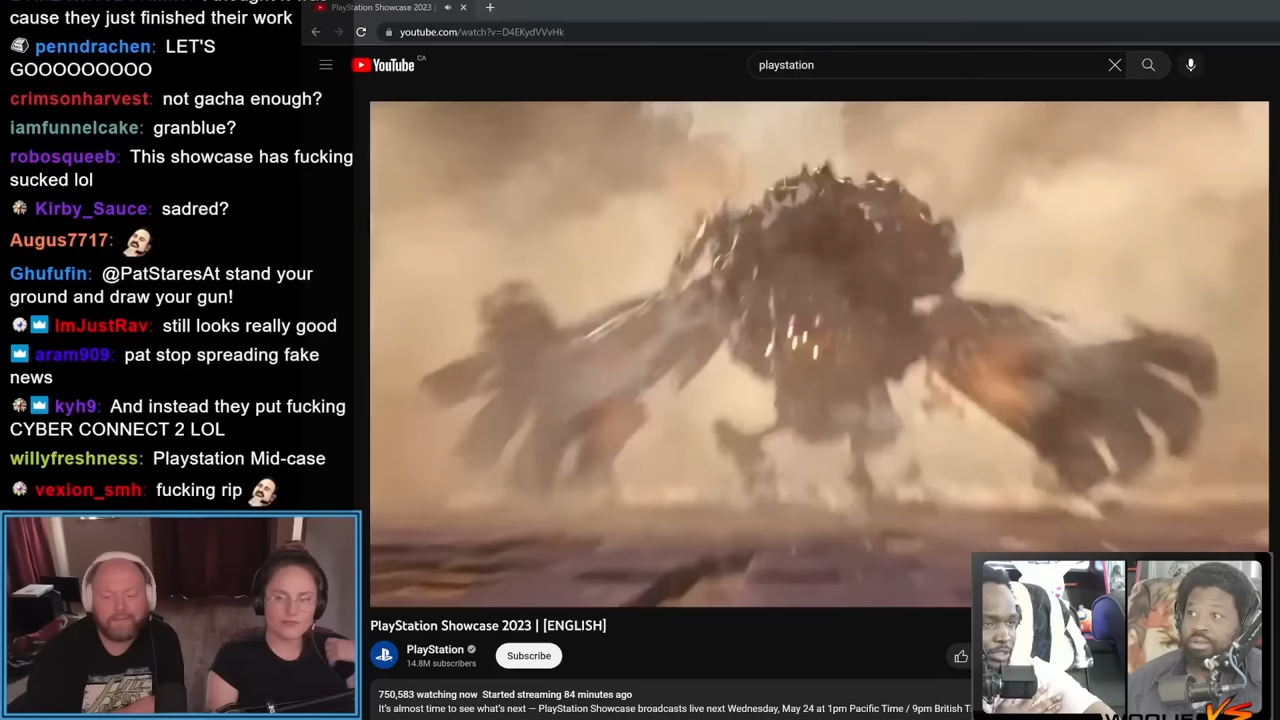 cause they just finished their work
penndrachen: LET'S
GOOOOOOOOO
crimsonharvest: not gacha enough?
iamfunnelcake: granblue?
robosqueeb: This showcase has fucking
sucked lol
Kirby_Sauce: sadred?
Augus7717:
Ghufufin: @PatStaresAt stand your
ground and draw your gun!
ImJustRav: still looks really good
aram909: pat stop spreading fake
news
kyh9: And instead they put fucking
CYBER CONNECT 2 LOL
willyfreshness: Playstation Mid-case
vexion_smh: fucking rip
PlayStation Showcase 2023 |
youtube.com/watch?v=D4EKydVVvHk
YouTube CA
playstation
PlayStation Showcase 2023 | [ENGLISH]
PlayStation
14.8M subscribers
Subscribe
750,583 watching now Started streaming 84 minutes ago
It's almost time to see what's next — PlayStation Showcase broadcasts live next Wednesday, May 24 at 1pm Pacific Time / 9pm British T
WOOLIE VS